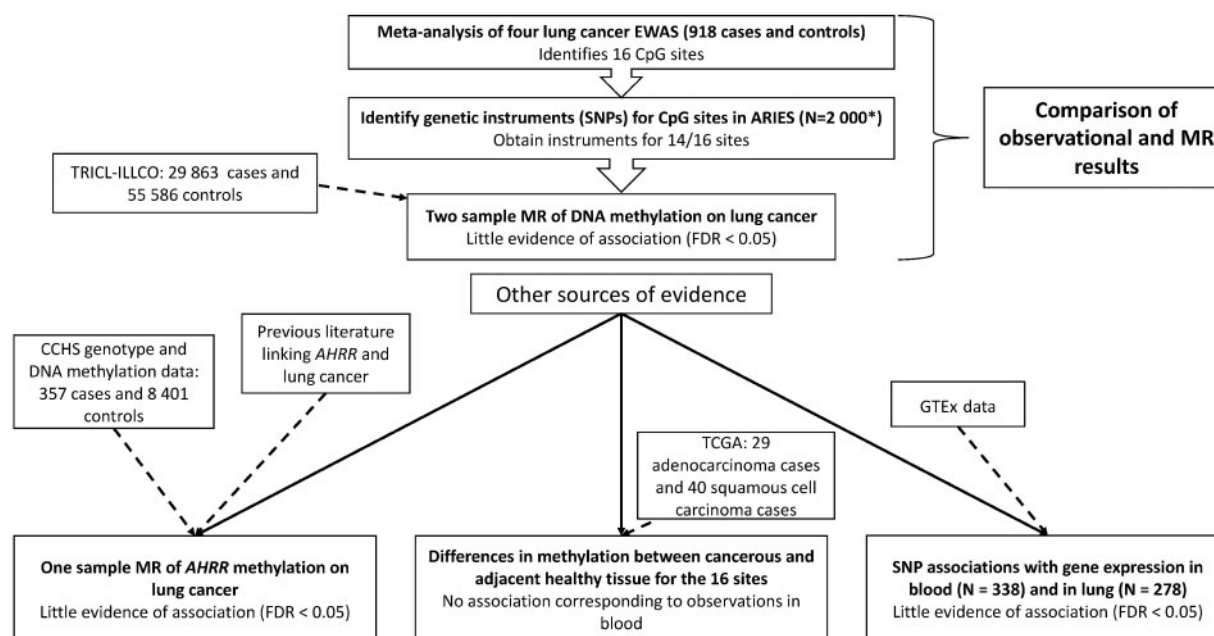 Meta-analysis of four lung cancer EWAS (918 cases and controls)
Identifies 16 CpG sites
Identify genetic instruments (SNPs) for CpG sites in ARIES (N=2 000*)
Obtain instruments for 14/16 sites
Comparison of
observational and MR
results
TRICL-ILLCO: 29 863 cases and
55 586 controls
Two sample MR of DNA methylation on lung cancer
Little evidence of association (FDR < 0.05)
Other sources of evidence
CCHS genotype and
DNA methylation data:
357 cases and 8 401
controls
Previous literature
linking AHRR and
lung cancer
TCGA: 29
adenocarcinoma cases
and 40 squamous cell
carcinoma cases
GTEx data
One sample MR of AHRR methylation on
lung cancer
Little evidence of association (FDR < 0.05)
Differences in methylation between cancerous and
adjacent healthy tissue for the 16 sites
No association corresponding to observations in
blood
SNP associations with gene expression in
blood (N = 338) and in lung (N = 278)
Little evidence of association (FDR < 0.05)